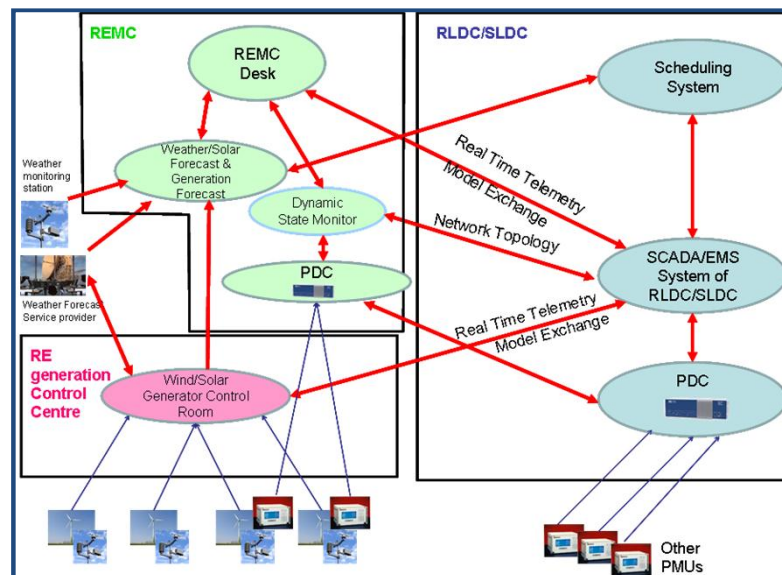 REMC
REMC
Desk
Weather/Solar
Forecast &
Generation
Forecast
Dynamic
State Monitor
PDC
Weather
monitoring
station
Weather Forecast
Service provider
RE
generation
Control
Centre
Wind/Solar
Generator Control
Room
RLDC/SLDC
Scheduling
System
Real Time Telemetry
Model Exchange
Network Topology
SCADA/EMS
System of
RLDC/SLDC
Real Time Telemetry
Model Exchange
PDC
Other
PMUs